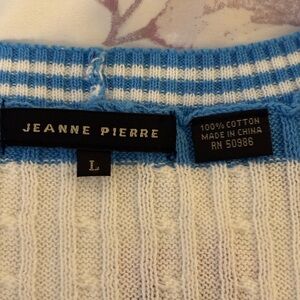 JEANNE PIERRE
L
100% COTTON
MADE IN CHINA
RN 50986